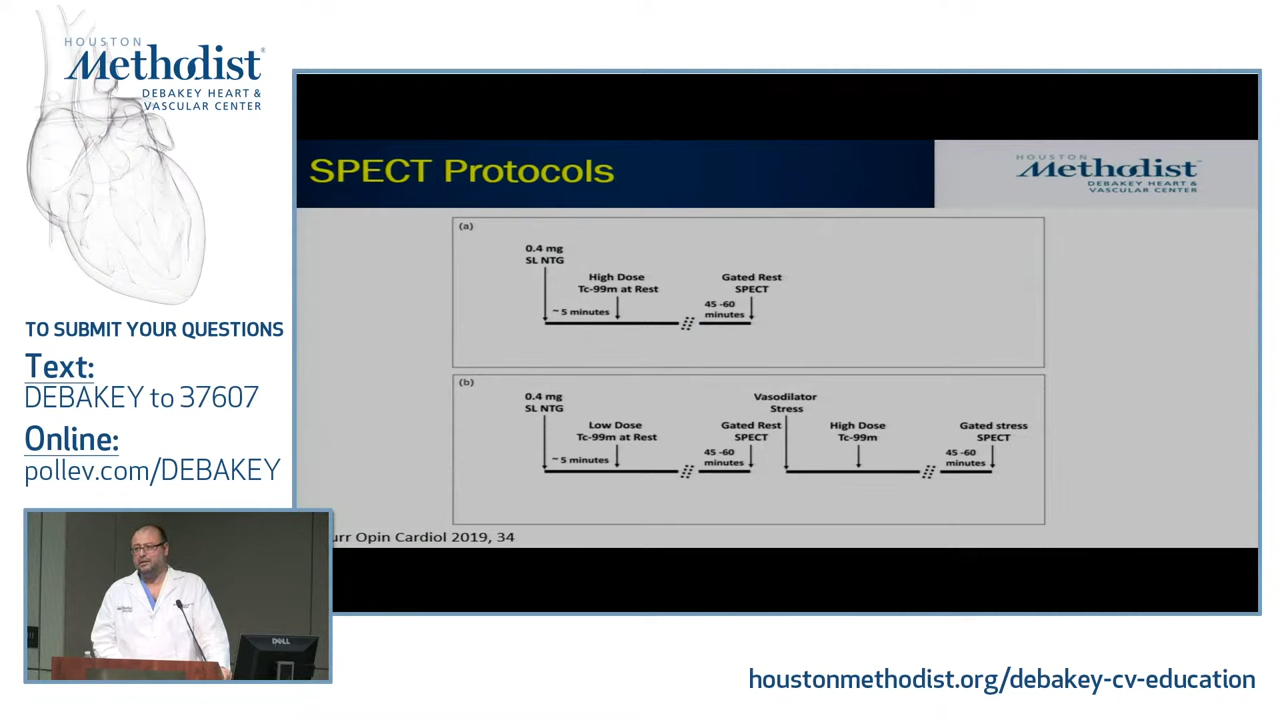 HOUSTON
Methodist®
DEBAKEY HEART &
VASCULAR CENTER
TO SUBMIT YOUR QUESTIONS
Text:
DEBAKEY to 37607
Online:
pollev.com/DEBAKEY
SPECT Protocols
HOUSTON
Methodist
DEBAKEY HEART &
VASCULAR CENTER
(a)
0.4 mg
SL NTG
High Dose
Tc-99m at Rest
Gated Rest
SPECT
~ 5 minutes
45 -60
minutes
(b)
0.4 mg
SL NTG
Low Dose
Tc-99m at Rest
Gated Rest
SPECT
Vasodilator
Stress
High Dose
Tc-99m
Gated stress
SPECT
~ 5 minutes
45 -60
minutes
45 -60
minutes
urr Opin Cardiol 2019, 34
Methodist
DELL
houstonmethodist.org/debakey-cv-education